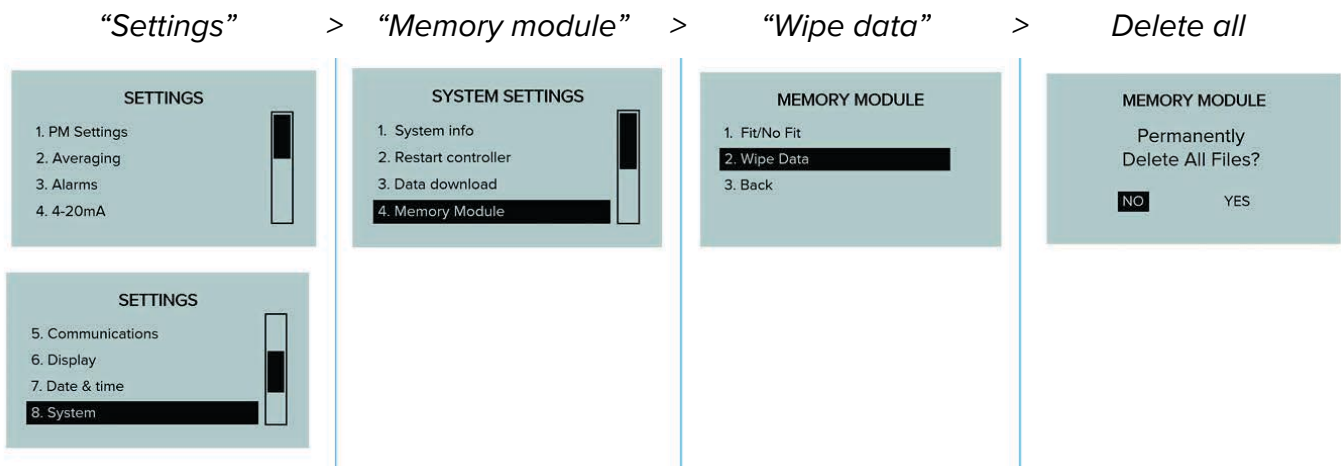 “Settings” > “Memory module” > “Wipe data” > Delete all
SETTINGS
1. PM Settings
2. Averaging
3. Alarms
4. 4-20mA
SETTINGS
5. Communications
6. Display
7. Date & time
8. System
SYSTEM SETTINGS
1. System info
2. Restart controller
3. Data download
4. Memory Module
MEMORY MODULE
1. Fit/No Fit
2. Wipe Data
3. Back
MEMORY MODULE
Permanently
Delete All Files?
NO YES